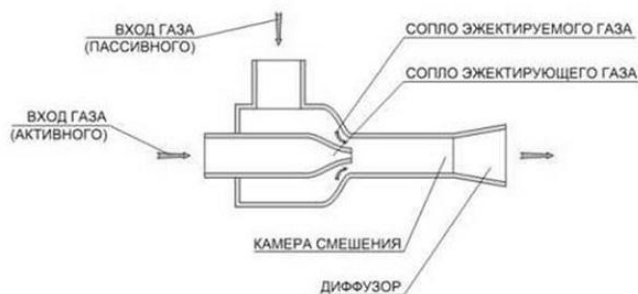 ВХОД ГАЗА
(ПАССИВНОГО)
СОПЛО ЭЖЕКТИРУЕМОГО ГАЗА
СОПЛО ЭЖЕКТИРУЮЩЕГО ГАЗА
ВХОД ГАЗА
(АКТИВНОГО)
КАМЕРА СМЕШЕНИЯ
ДИФФУЗОР